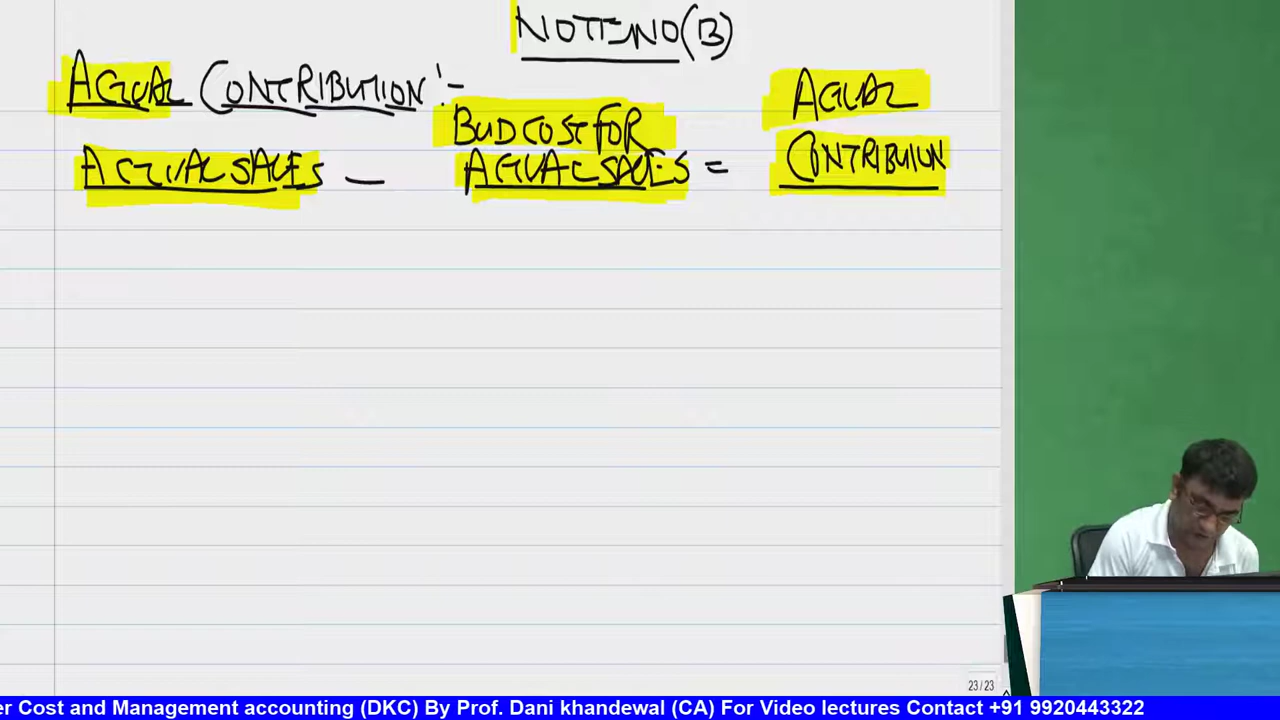 NOTE NO (B)
ACTUAL CONTRIBUTION :-
ACTUAL SALES - BUD COST FOR ACTUAL SALES = ACTUAL CONTRIBUTION
23 / 23
er Cost and Management accounting (DKC) By Prof. Dani khandewal (CA) For Video lectures Contact +91 9920443322